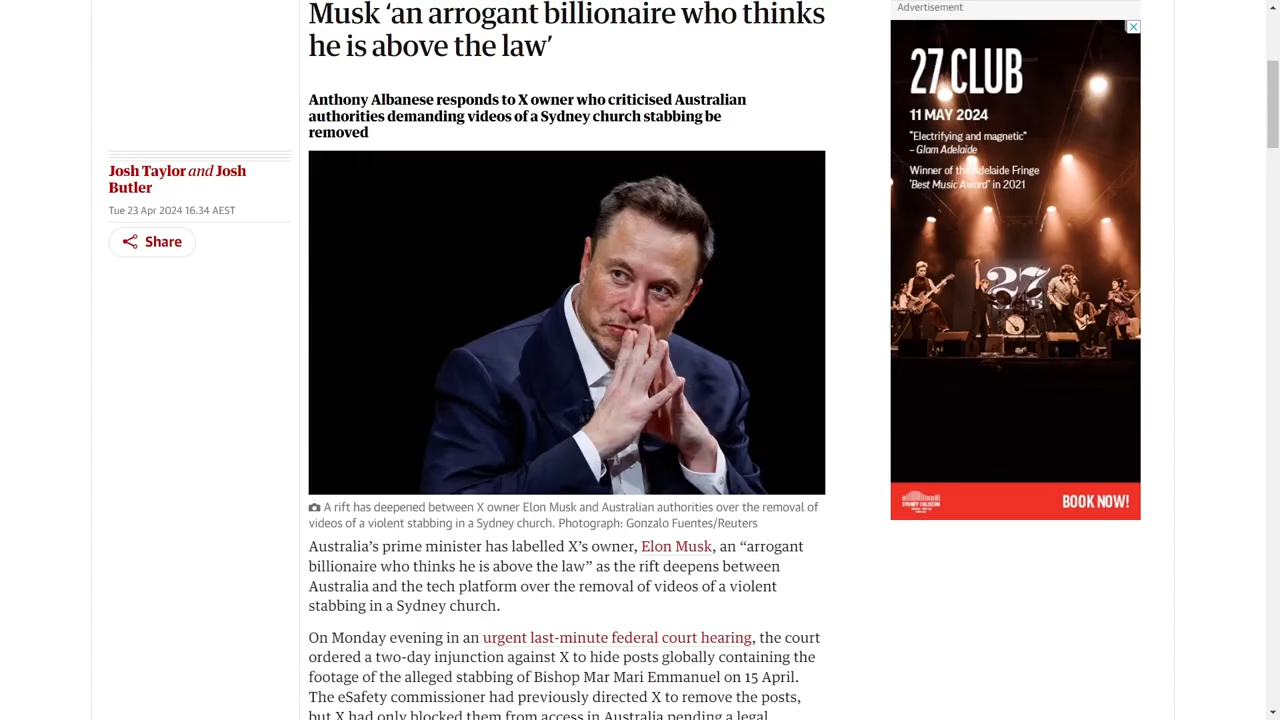 Musk ‘an arrogant billionaire who thinks
he is above the law’
Anthony Albanese responds to X owner who criticised Australian
authorities demanding videos of a Sydney church stabbing be
removed
Josh Taylor and Josh
Butler
Tue 23 Apr 2024 16.34 AEST
Share
A rift has deepened between X owner Elon Musk and Australian authorities over the removal of
videos of a violent stabbing in a Sydney church. Photograph: Gonzalo Fuentes/Reuters
Australia’s prime minister has labelled X’s owner, Elon Musk, an “arrogant
billionaire who thinks he is above the law” as the rift deepens between
Australia and the tech platform over the removal of videos of a violent
stabbing in a Sydney church.
On Monday evening in an urgent last-minute federal court hearing, the court
ordered a two-day injunction against X to hide posts globally containing the
footage of the alleged stabbing of Bishop Mar Mari Emmanuel on 15 April.
The eSafety commissioner had previously directed X to remove the posts,
but X had only blocked them from access in Australia pending a legal
Advertisement
27 CLUB
11 MAY 2024
"Electrifying and magnetic"
– Glam Adelaide
Winner of the Adelaide Fringe
'Best Music Award' in 2021
27
SYDNEY COLISEUM
BOOK NOW!